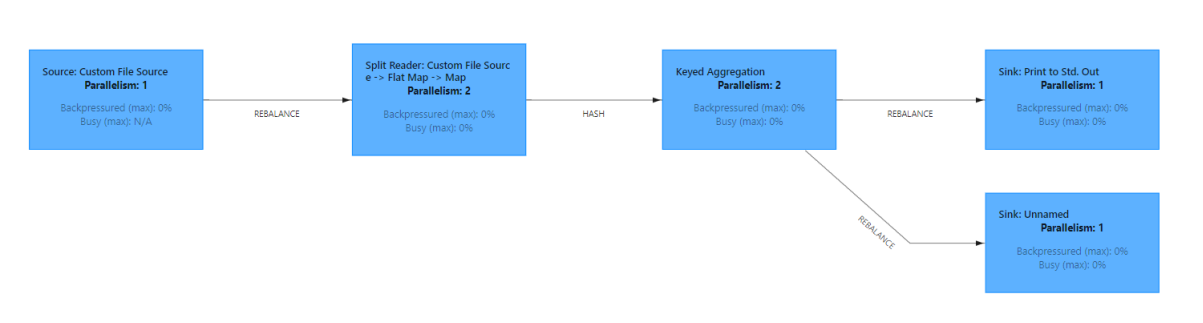 Source: Custom File Source
Parallelism: 1
Backpressured (max): 0%
Busy (max): N/A
REBALANCE
Split Reader: Custom File Sourc
e -> Flat Map -> Map
Parallelism: 2
Backpressured (max): 0%
Busy (max): 0%
HASH
Keyed Aggregation
Parallelism: 2
Backpressured (max): 0%
Busy (max): 0%
REBALANCE
Sink: Print to Std. Out
Parallelism: 1
Backpressured (max): 0%
Busy (max): 0%
REBALANCE
Sink: Unnamed
Parallelism: 1
Backpressured (max): 0%
Busy (max): 0%